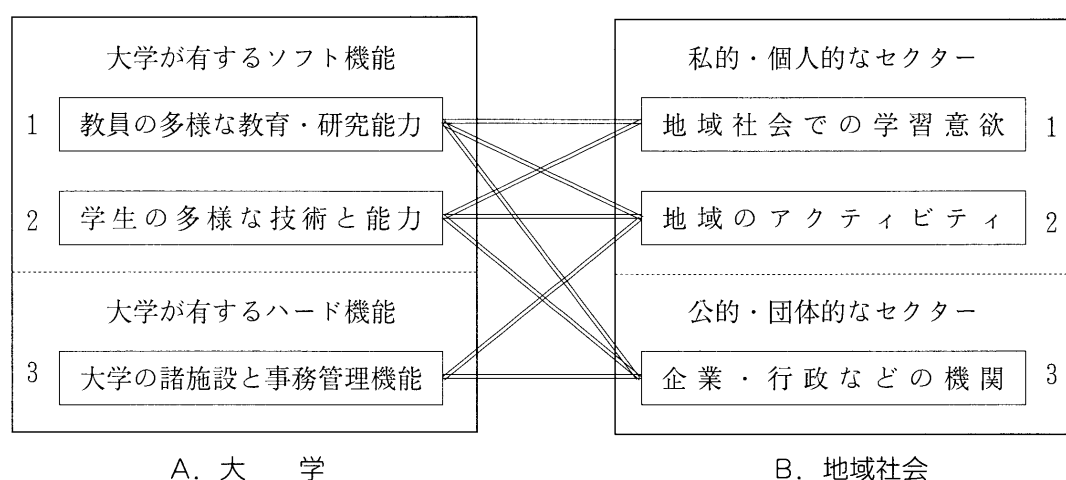 大学が有するソフト機能
1 教員の多様な教育・研究能力
2 学生の多様な技術と能力
大学が有するハード機能
3 大学の諸施設と事務管理機能
A. 大 学
私的・個人的なセクター
地域社会での学習意欲 1
地域のアクティビティ 2
公的・団体的なセクター
企業・行政などの機関 3
B. 地域社会